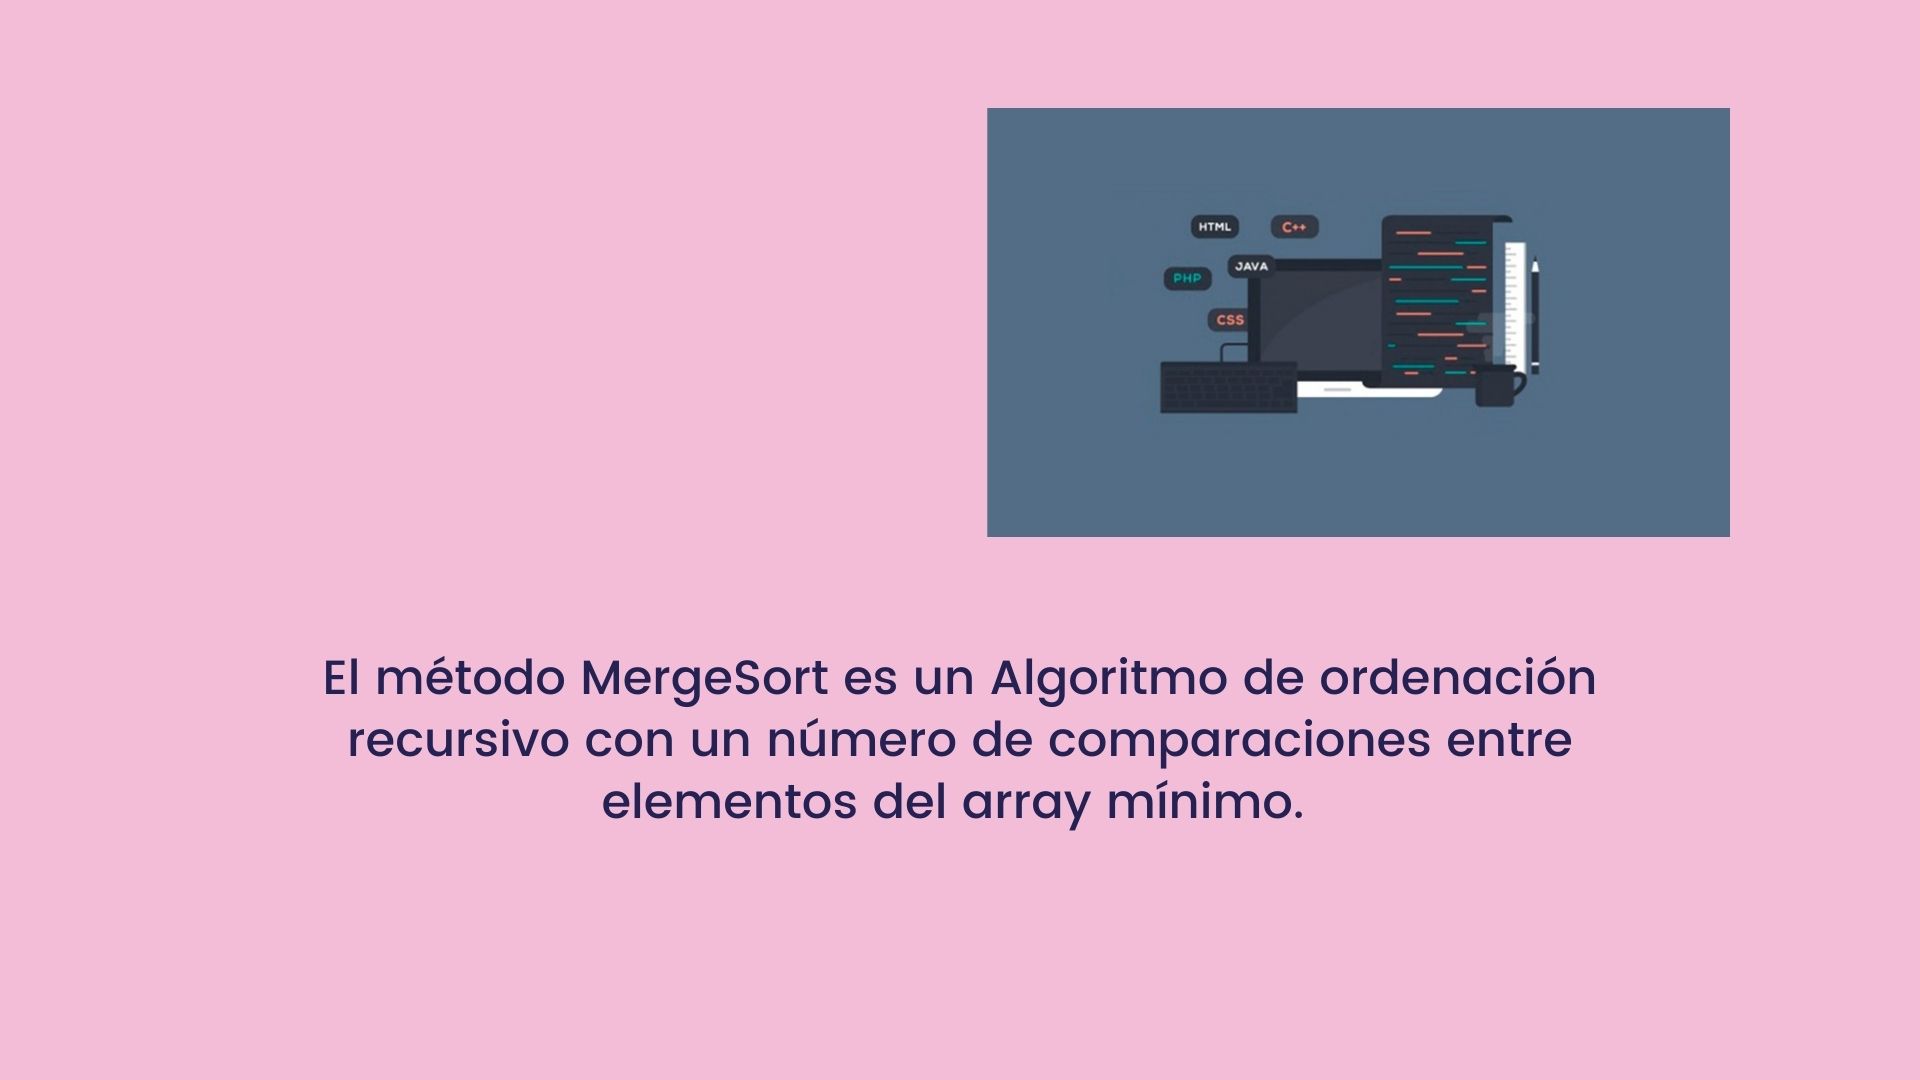 HTML
C++
JAVA
PHP
CSS
El método MergeSort es un Algoritmo de ordenación
recursivo con un número de comparaciones entre
elementos del array mínimo.